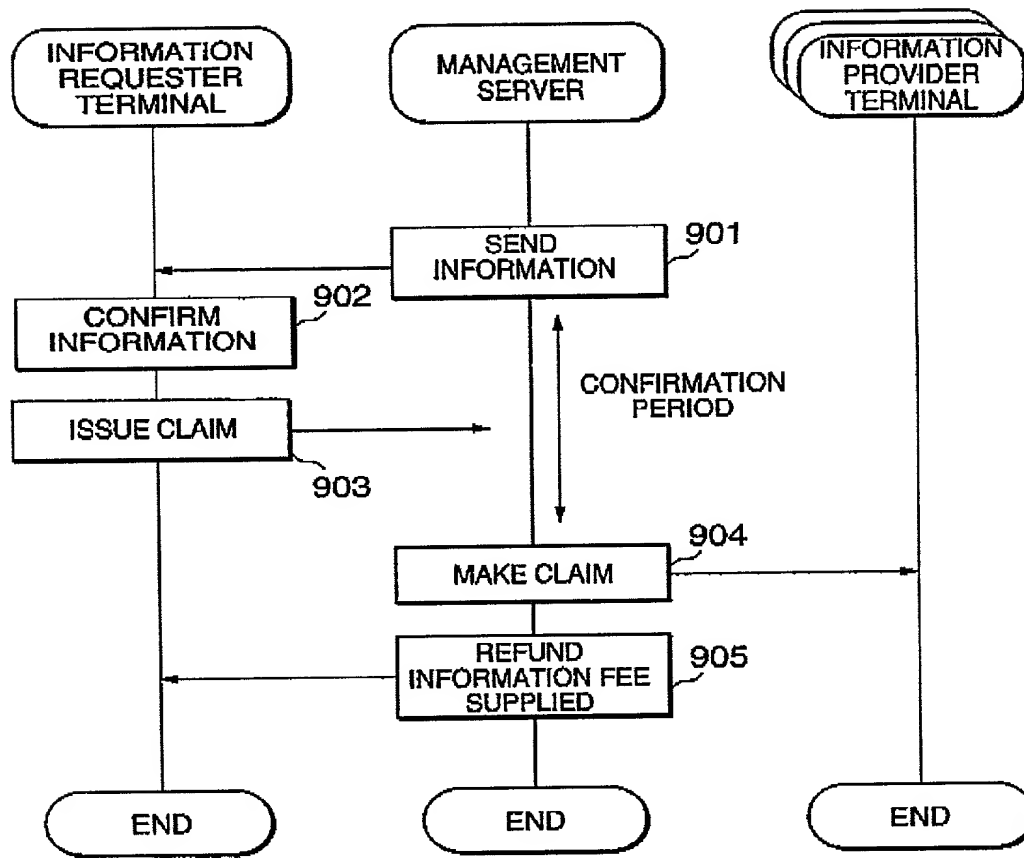 INFORMATION
REQUESTER
TERMINAL
MANAGEMENT
SERVER
INFORMATION
PROVIDER
TERMINAL
SEND
INFORMATION
901
CONFIRM
INFORMATION
902
CONFIRMATION
PERIOD
ISSUE CLAIM
903
MAKE CLAIM
904
REFUND
INFORMATION FEE
SUPPLIED
905
END
END
END